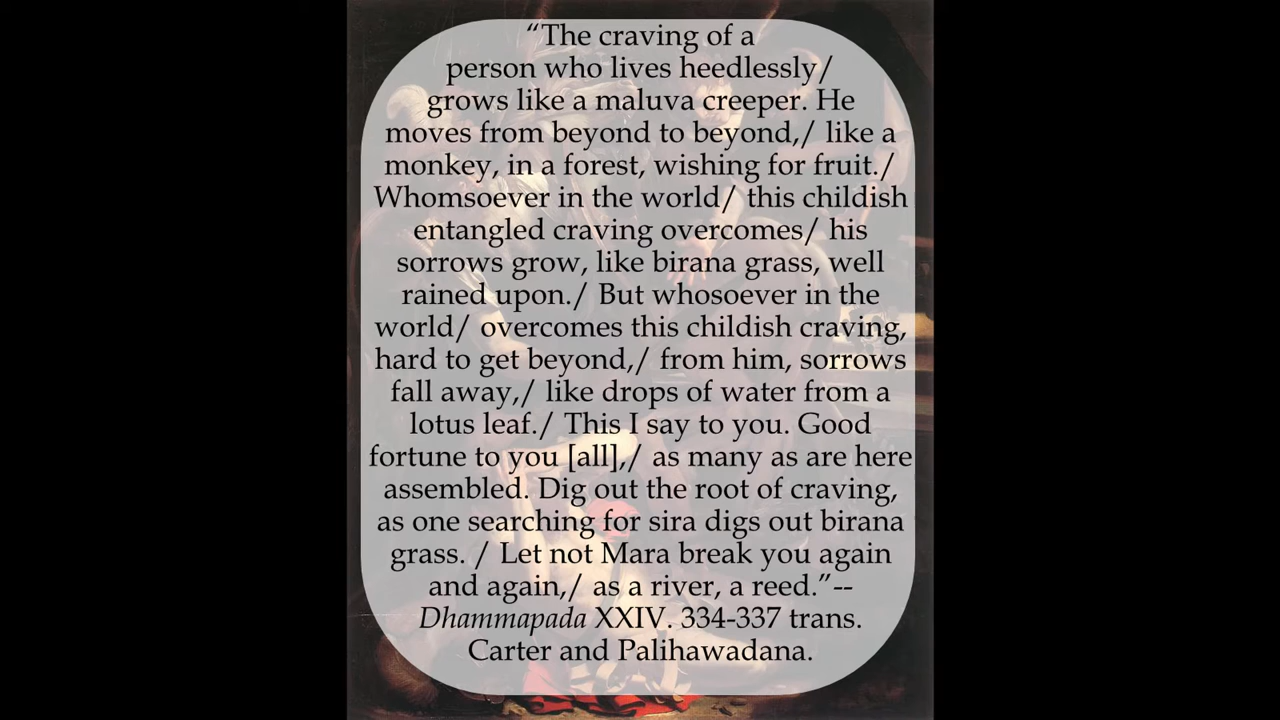 “The craving of a
person who lives heedlessly/
grows like a maluva creeper. He
moves from beyond to beyond,/ like a
monkey, in a forest, wishing for fruit./
Whomsoever in the world/ this childish
entangled craving overcomes/ his
sorrows grow, like birana grass, well
rained upon./ But whosoever in the
world/ overcomes this childish craving,
hard to get beyond,/ from him, sorrows
fall away,/ like drops of water from a
lotus leaf./ This I say to you. Good
fortune to you [all],/ as many as are here
assembled. Dig out the root of craving,
as one searching for sira digs out birana
grass. / Let not Mara break you again
and again,/ as a river, a reed.”--
Dhammapada XXIV. 334-337 trans.
Carter and Palihawadana.